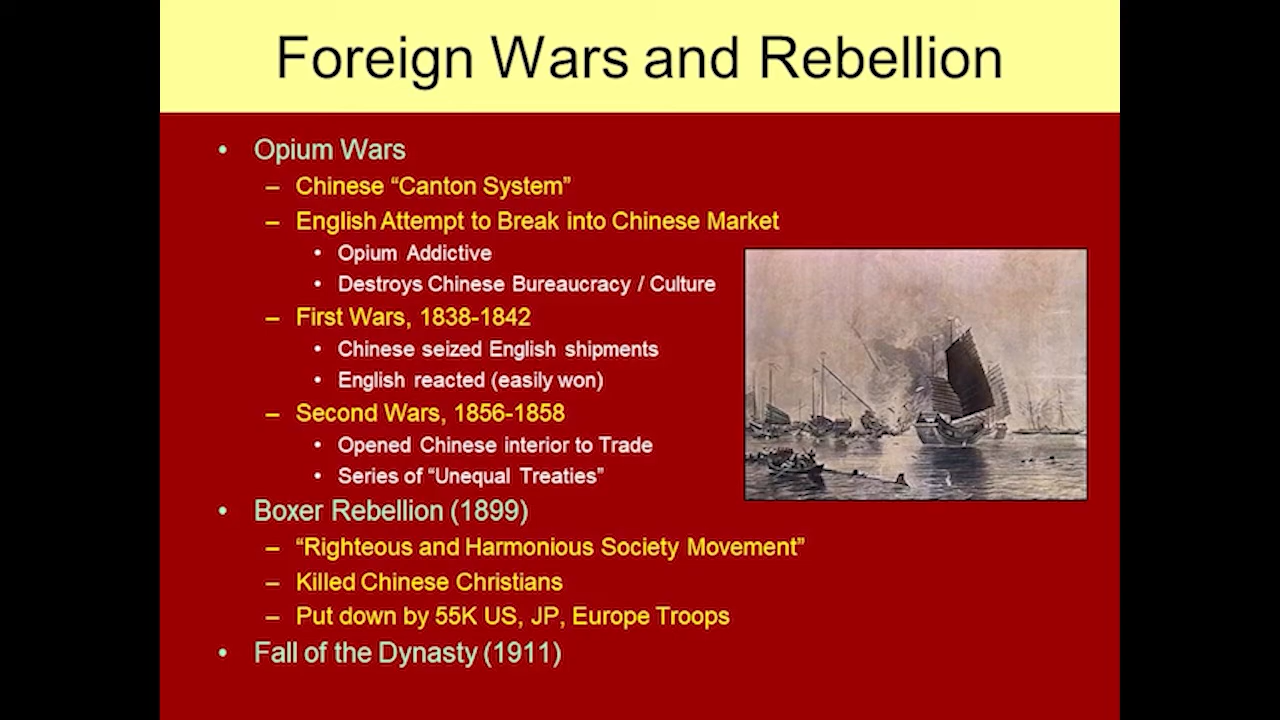 Foreign Wars and Rebellion
• Opium Wars
– Chinese “Canton System”
– English Attempt to Break into Chinese Market
• Opium Addictive
• Destroys Chinese Bureaucracy / Culture
– First Wars, 1838-1842
• Chinese seized English shipments
• English reacted (easily won)
– Second Wars, 1856-1858
• Opened Chinese interior to Trade
• Series of “Unequal Treaties”
• Boxer Rebellion (1899)
– “Righteous and Harmonious Society Movement”
– Killed Chinese Christians
– Put down by 55K US, JP, Europe Troops
• Fall of the Dynasty (1911)